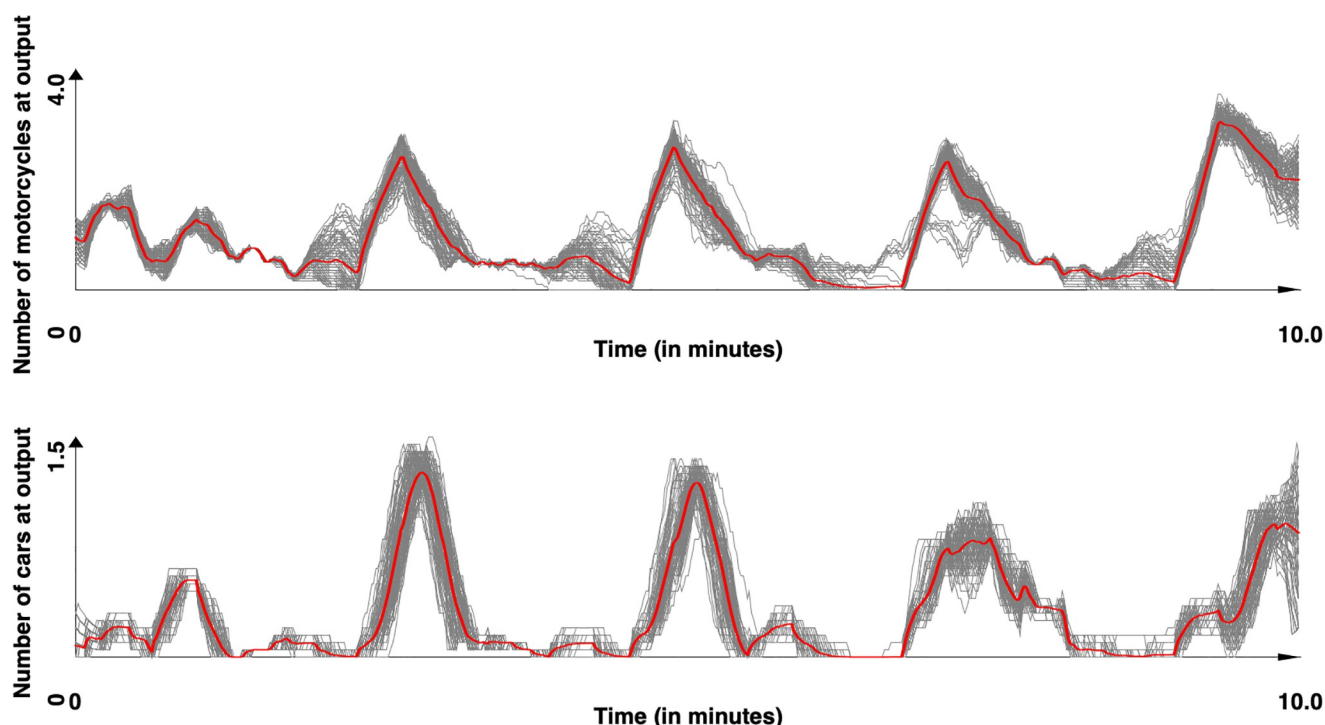 Number of motorcycles at output
4.0
0
0
Time (in minutes)
10.0
Number of cars at output
1.5
0
0
Time (in minutes)
10.0